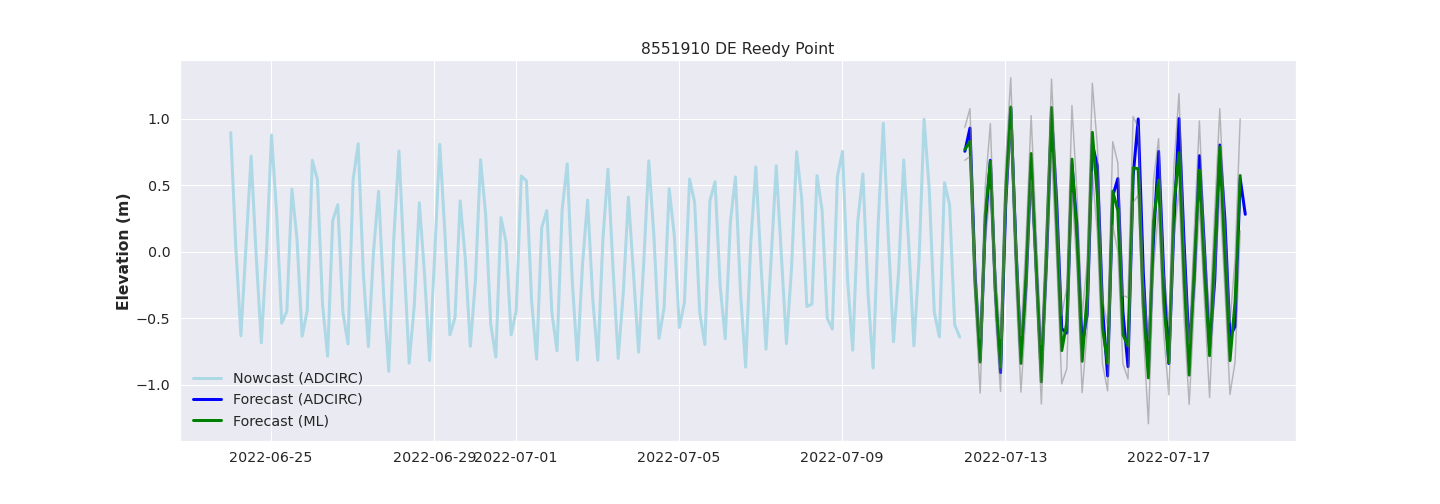 8551910 DE Reedy Point
Elevation (m)
1.0
0.5
0.0
−0.5
−1.0
Nowcast (ADCIRC)
Forecast (ADCIRC)
Forecast (ML)
2022-06-25 2022-06-29 2022-07-01 2022-07-05 2022-07-09 2022-07-13 2022-07-17